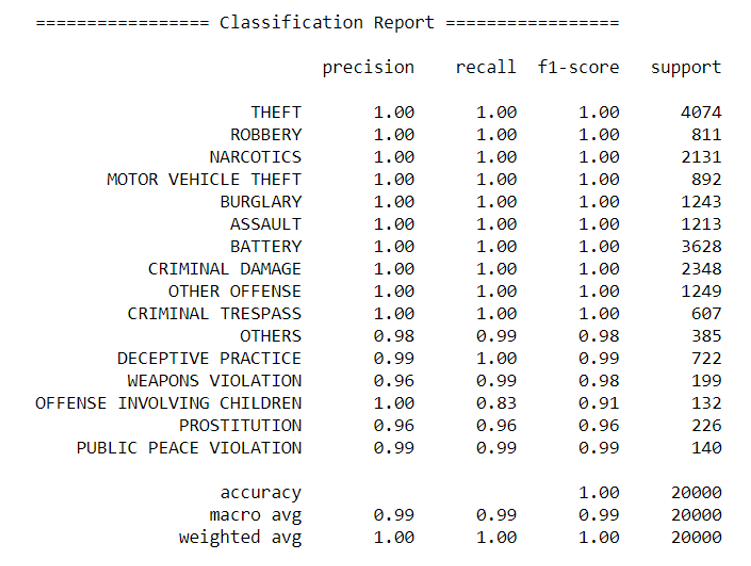 ================= Classification Report =================
precision recall f1-score support
THEFT 1.00 1.00 1.00 4074
ROBBERY 1.00 1.00 1.00 811
NARCOTICS 1.00 1.00 1.00 2131
MOTOR VEHICLE THEFT 1.00 1.00 1.00 892
BURGLARY 1.00 1.00 1.00 1243
ASSAULT 1.00 1.00 1.00 1213
BATTERY 1.00 1.00 1.00 3628
CRIMINAL DAMAGE 1.00 1.00 1.00 2348
OTHER OFFENSE 1.00 1.00 1.00 1249
CRIMINAL TRESPASS 1.00 1.00 1.00 607
OTHERS 0.98 0.99 0.98 385
DECEPTIVE PRACTICE 0.99 1.00 0.99 722
WEAPONS VIOLATION 0.96 0.99 0.98 199
OFFENSE INVOLVING CHILDREN 1.00 0.83 0.91 132
PROSTITUTION 0.96 0.96 0.96 226
PUBLIC PEACE VIOLATION 0.99 0.99 0.99 140
accuracy 1.00 20000
macro avg 0.99 0.99 0.99 20000
weighted avg 1.00 1.00 1.00 20000